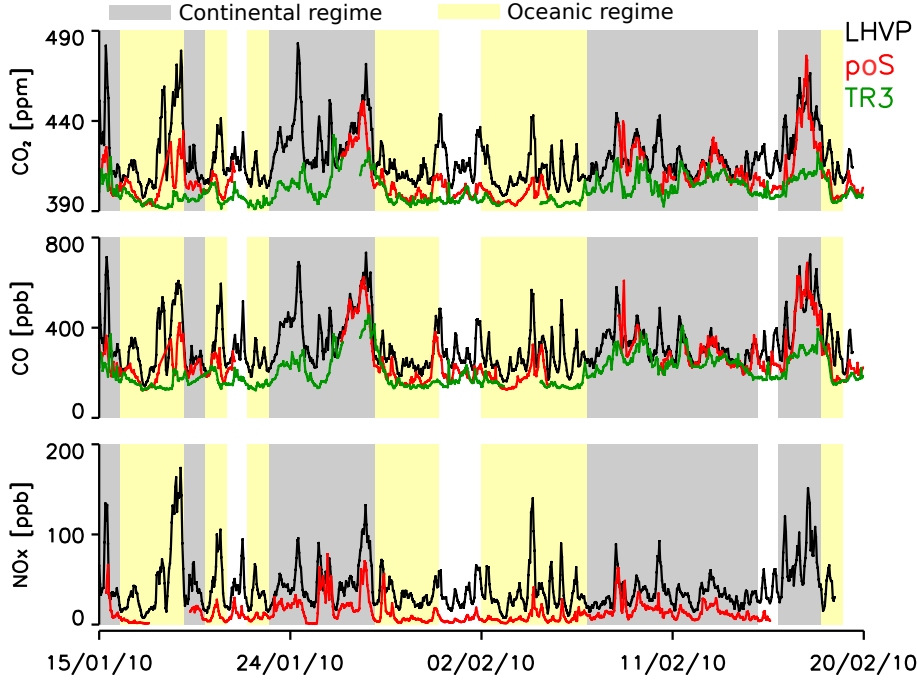 Continental regime Oceanic regime
LHVP
poS
TR3
CO₂ [ppm]
490
440
390
CO [ppb]
800
400
0
NOx [ppb]
200
100
0
15/01/10 24/01/10 02/02/10 11/02/10 20/02/10